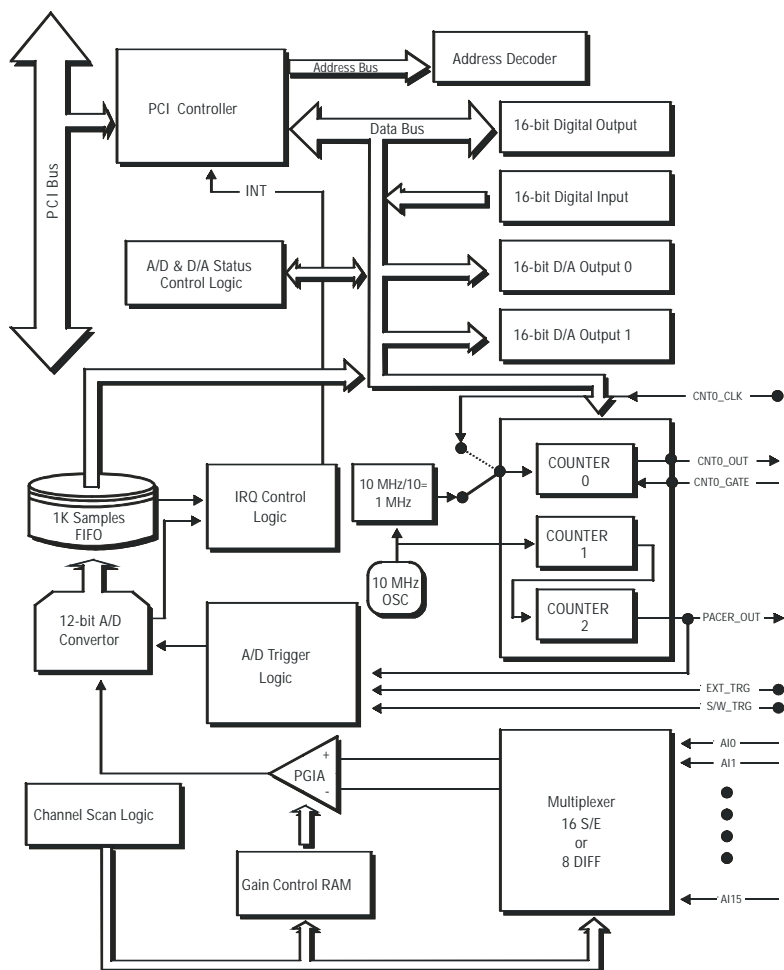 Address Decoder
Address Bus
PCI Controller
16-bit Digital Output
Data Bus
PCI Bus
INT
16-bit Digital Input
A/D & D/A Status
Control Logic
16-bit D/A Output 0
16-bit D/A Output 1
CNT0_CLK
COUNTER
0
CNT0_OUT
CNT0_GATE
10 MHz/10=
1 MHz
IRQ Control
Logic
1K Samples
FIFO
COUNTER
1
10 MHz
OSC
COUNTER
2
PACER_OUT
12-bit A/D
Convertor
A/D Trigger
Logic
EXT_TRG
S/W_TRG
AI0
AI1
+
PGIA
-
Multiplexer
16 S/E
or
8 DIFF
Channel Scan Logic
Gain Control RAM
AI15